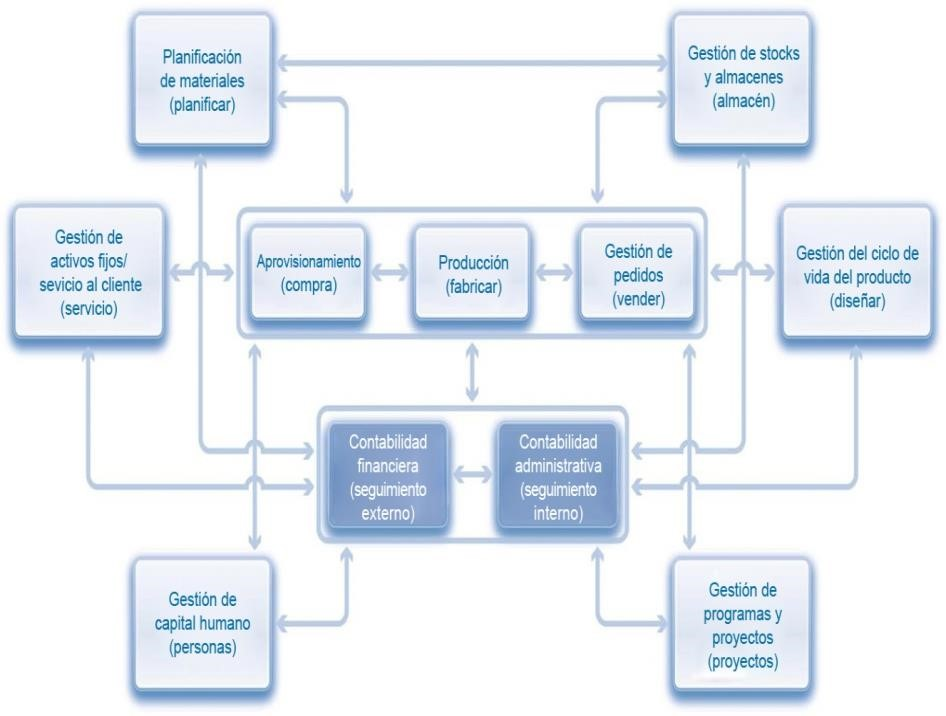 Planificación
de materiales
(planificar)
Gestión de stocks
y almacenes
(almacén)
Gestión de
activos fijos/
sevicio al cliente
(servicio)
Aprovisionamiento
(compra)
Producción
(fabricar)
Gestión de
pedidos
(vender)
Gestión del ciclo de
vida del producto
(diseñar)
Contabilidad
financiera
(seguimiento
externo)
Contabilidad
administrativa
(seguimiento
interno)
Gestión de
capital humano
(personas)
Gestión de
programas y
proyectos
(proyectos)